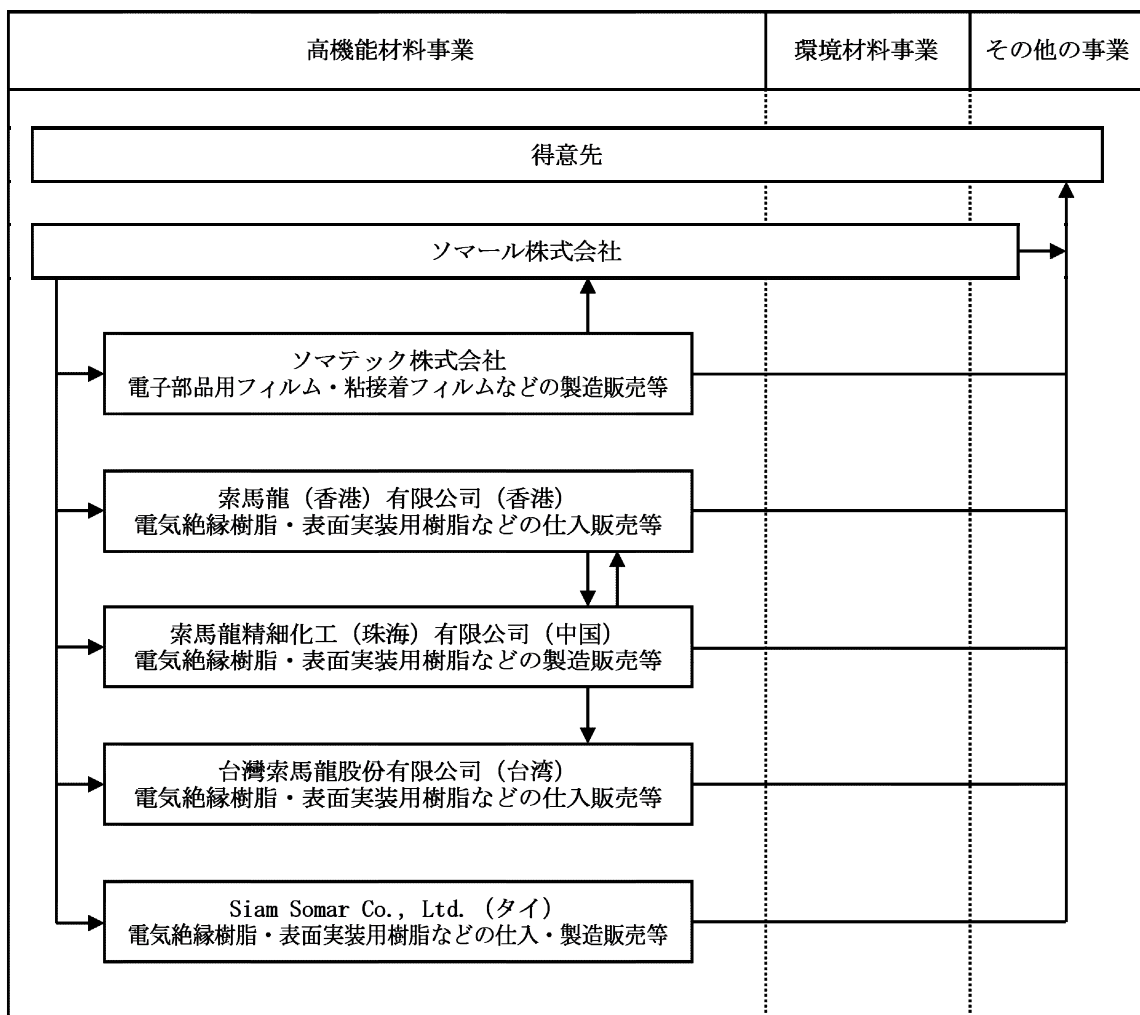 高機能材料事業
環境材料事業
その他の事業
得意先
ソマール株式会社
ソマテック株式会社
電子部品用フィルム・粘接着フィルムなどの製造販売等
索馬龍（香港）有限公司（香港）
電気絶縁樹脂・表面実装用樹脂などの仕入販売等
索馬龍精細化工（珠海）有限公司（中国）
電気絶縁樹脂・表面実装用樹脂などの製造販売等
台灣索馬龍股份有限公司（台湾）
電気絶縁樹脂・表面実装用樹脂などの仕入販売等
Siam Somar Co., Ltd.（タイ）
電気絶縁樹脂・表面実装用樹脂などの仕入・製造販売等